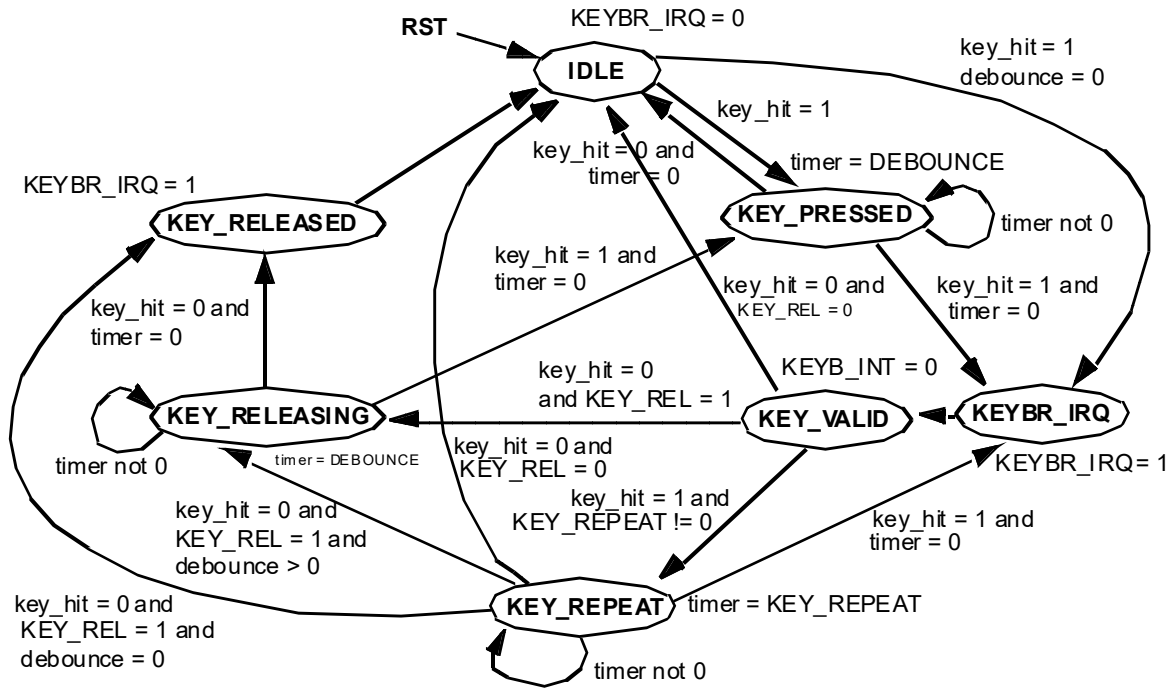 KEYBR_IRQ = 0
RST
IDLE
key_hit = 1
debounce = 0
key_hit = 1
key_hit = 0 and
timer = 0
timer = DEBOUNCE
KEYBR_IRQ = 1
KEY_RELEASED
KEY_PRESSED
timer not 0
key_hit = 1 and
timer = 0
key_hit = 0 and
KEY_REL = 0
key_hit = 1 and
timer = 0
key_hit = 0 and
timer = 0
key_hit = 0
and KEY_REL = 1
KEYB_INT = 0
KEY_RELEASING
KEY_VALID
KEYBR_IRQ
timer not 0
timer = DEBOUNCE
key_hit = 0 and
KEY_REL = 0
KEYBR_IRQ = 1
key_hit = 0 and
KEY_REL = 1 and
debounce > 0
key_hit = 1 and
KEY_REPEAT != 0
key_hit = 1 and
timer = 0
key_hit = 0 and
KEY_REL = 1 and
debounce = 0
KEY_REPEAT
timer = KEY_REPEAT
timer not 0